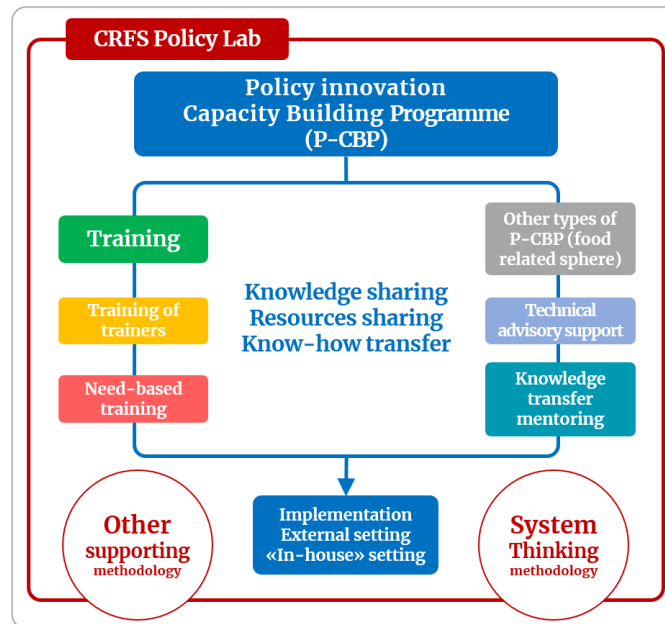 CRFS Policy Lab
Policy innovation
Capacity Building Programme
(P-CBP)
Training
Training of
trainers
Need-based
training
Knowledge sharing
Resources sharing
Know-how transfer
Other types of
P-CBP (food
related sphere)
Technical
advisory support
Knowledge
transfer
mentoring
Other
supporting
methodology
Implementation
External setting
«In-house» setting
System
Thinking
methodology